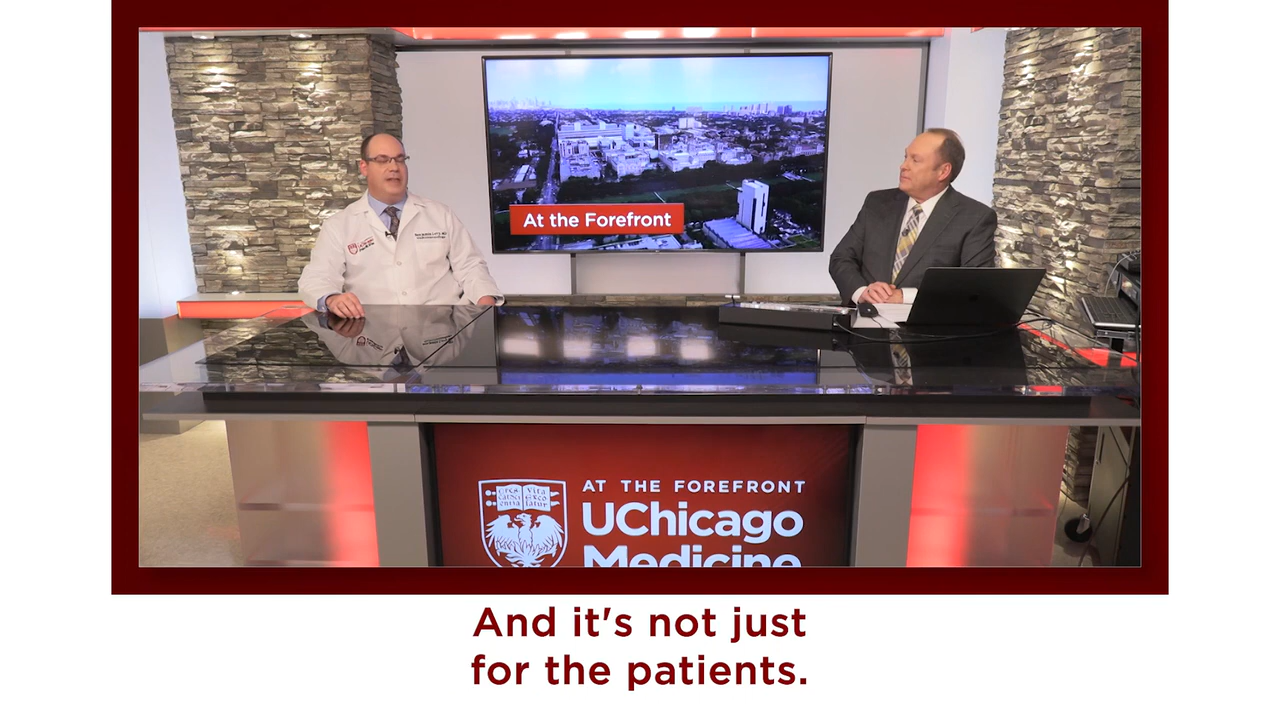 At the Forefront
AT THE FOREFRONT
UChicago
Medicine
And it's not just
for the patients.